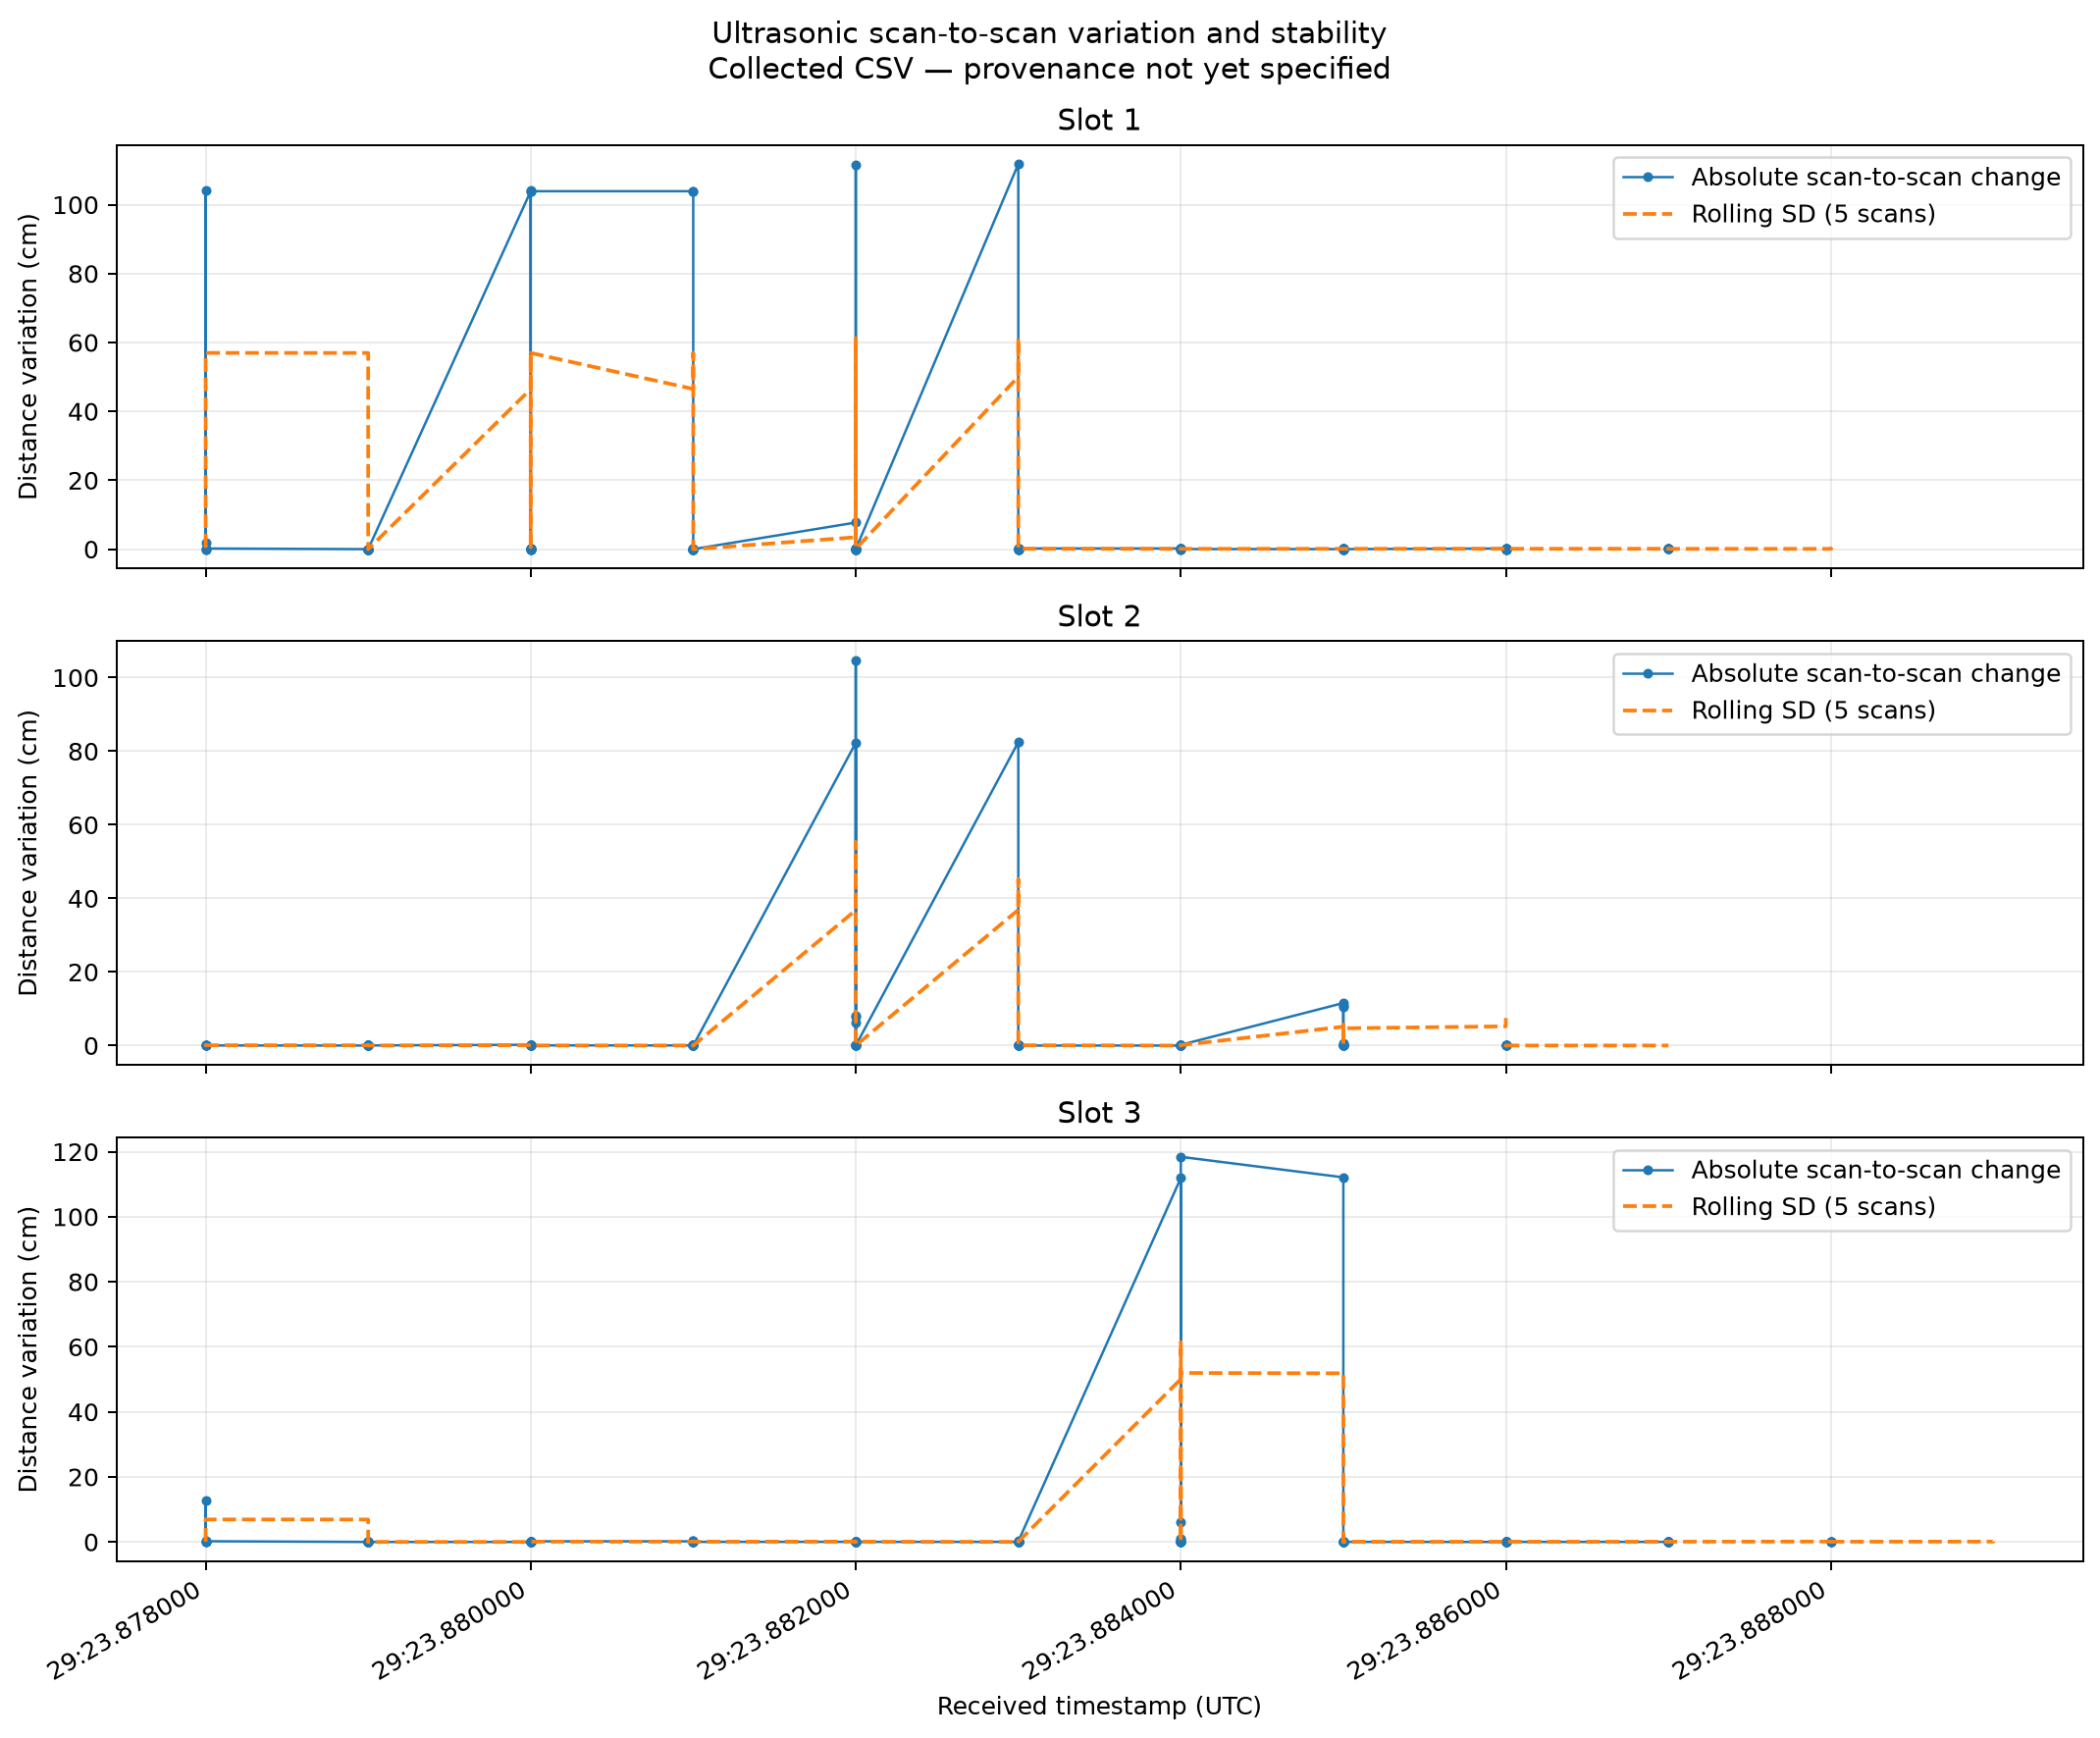 Ultrasonic scan-to-scan variation and stability
Collected CSV — provenance not yet specified
Slot 1
Distance variation (cm)
100
80
60
40
20
0
Absolute scan-to-scan change
Rolling SD (5 scans)
Slot 2
Distance variation (cm)
100
80
60
40
20
0
Absolute scan-to-scan change
Rolling SD (5 scans)
Slot 3
Distance variation (cm)
120
100
80
60
40
20
0
Absolute scan-to-scan change
Rolling SD (5 scans)
29:23.878000
29:23.880000
29:23.882000
29:23.884000
29:23.886000
29:23.888000
Received timestamp (UTC)